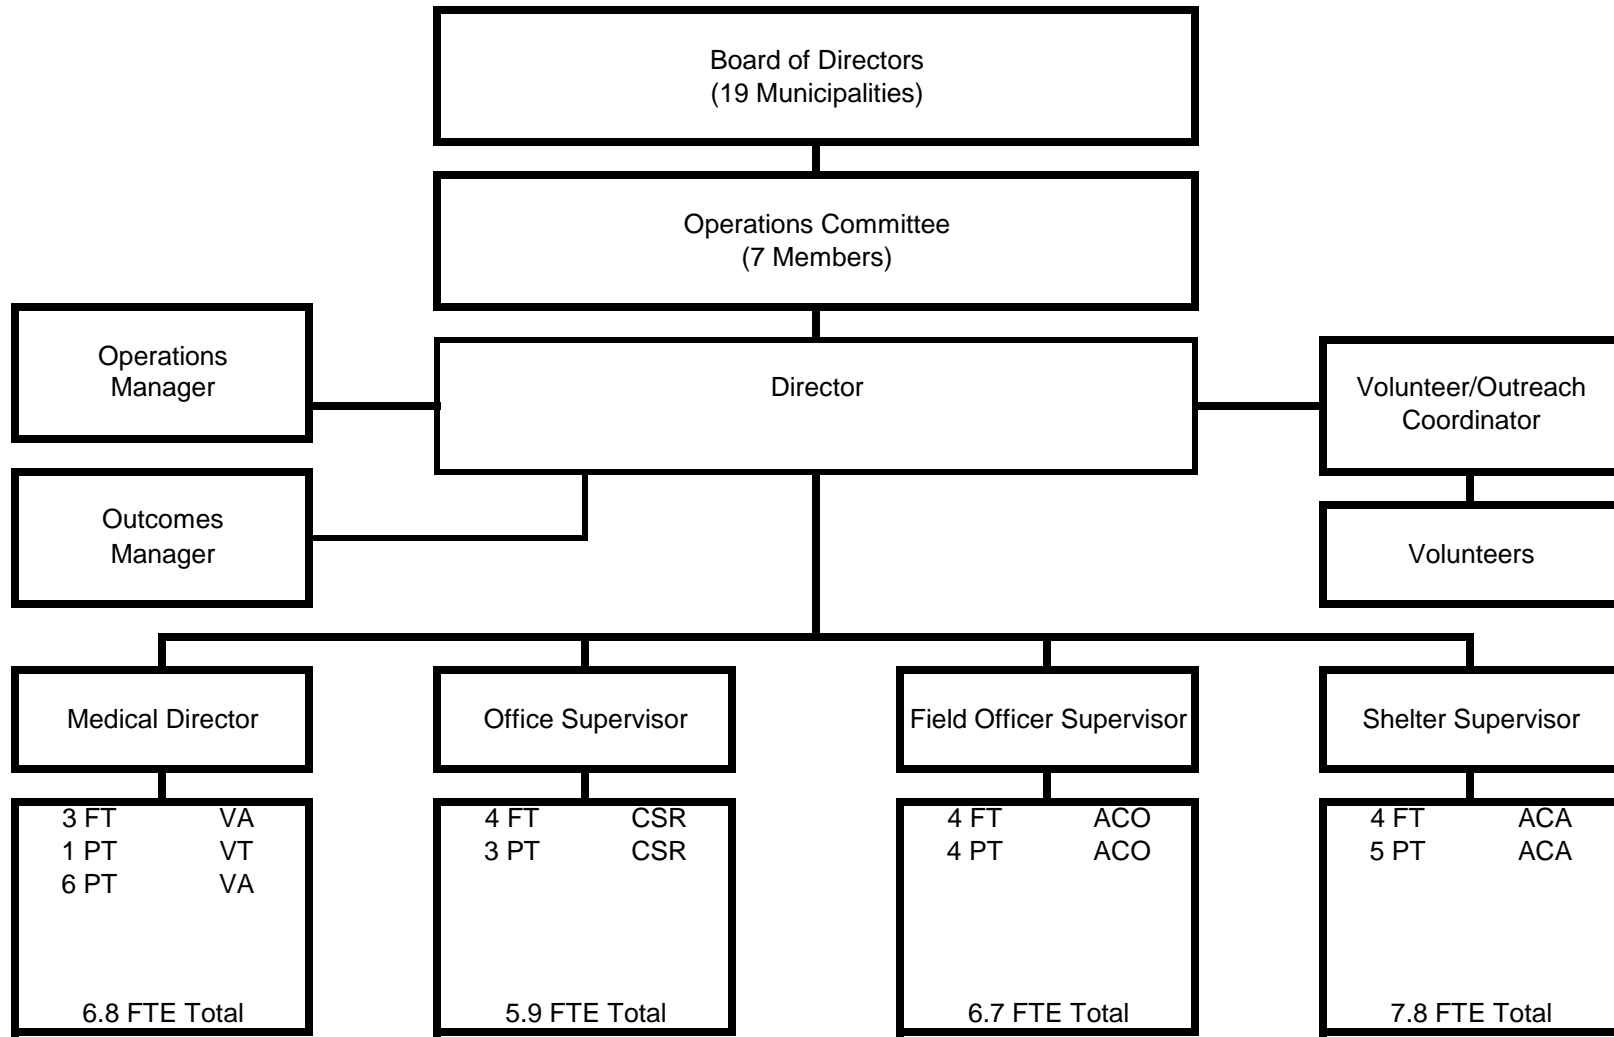 Board of Directors
(19 Municipalities)
Operations Committee
(7 Members)
Operations
Manager
Director
Volunteer/Outreach
Coordinator
Outcomes
Manager
Volunteers
Medical Director
Office Supervisor
Field Officer Supervisor
Shelter Supervisor
3 FT VA
1 PT VT
6 PT VA
6.8 FTE Total
4 FT CSR
3 PT CSR
5.9 FTE Total
4 FT ACO
4 PT ACO
6.7 FTE Total
4 FT ACA
5 PT ACA
7.8 FTE Total